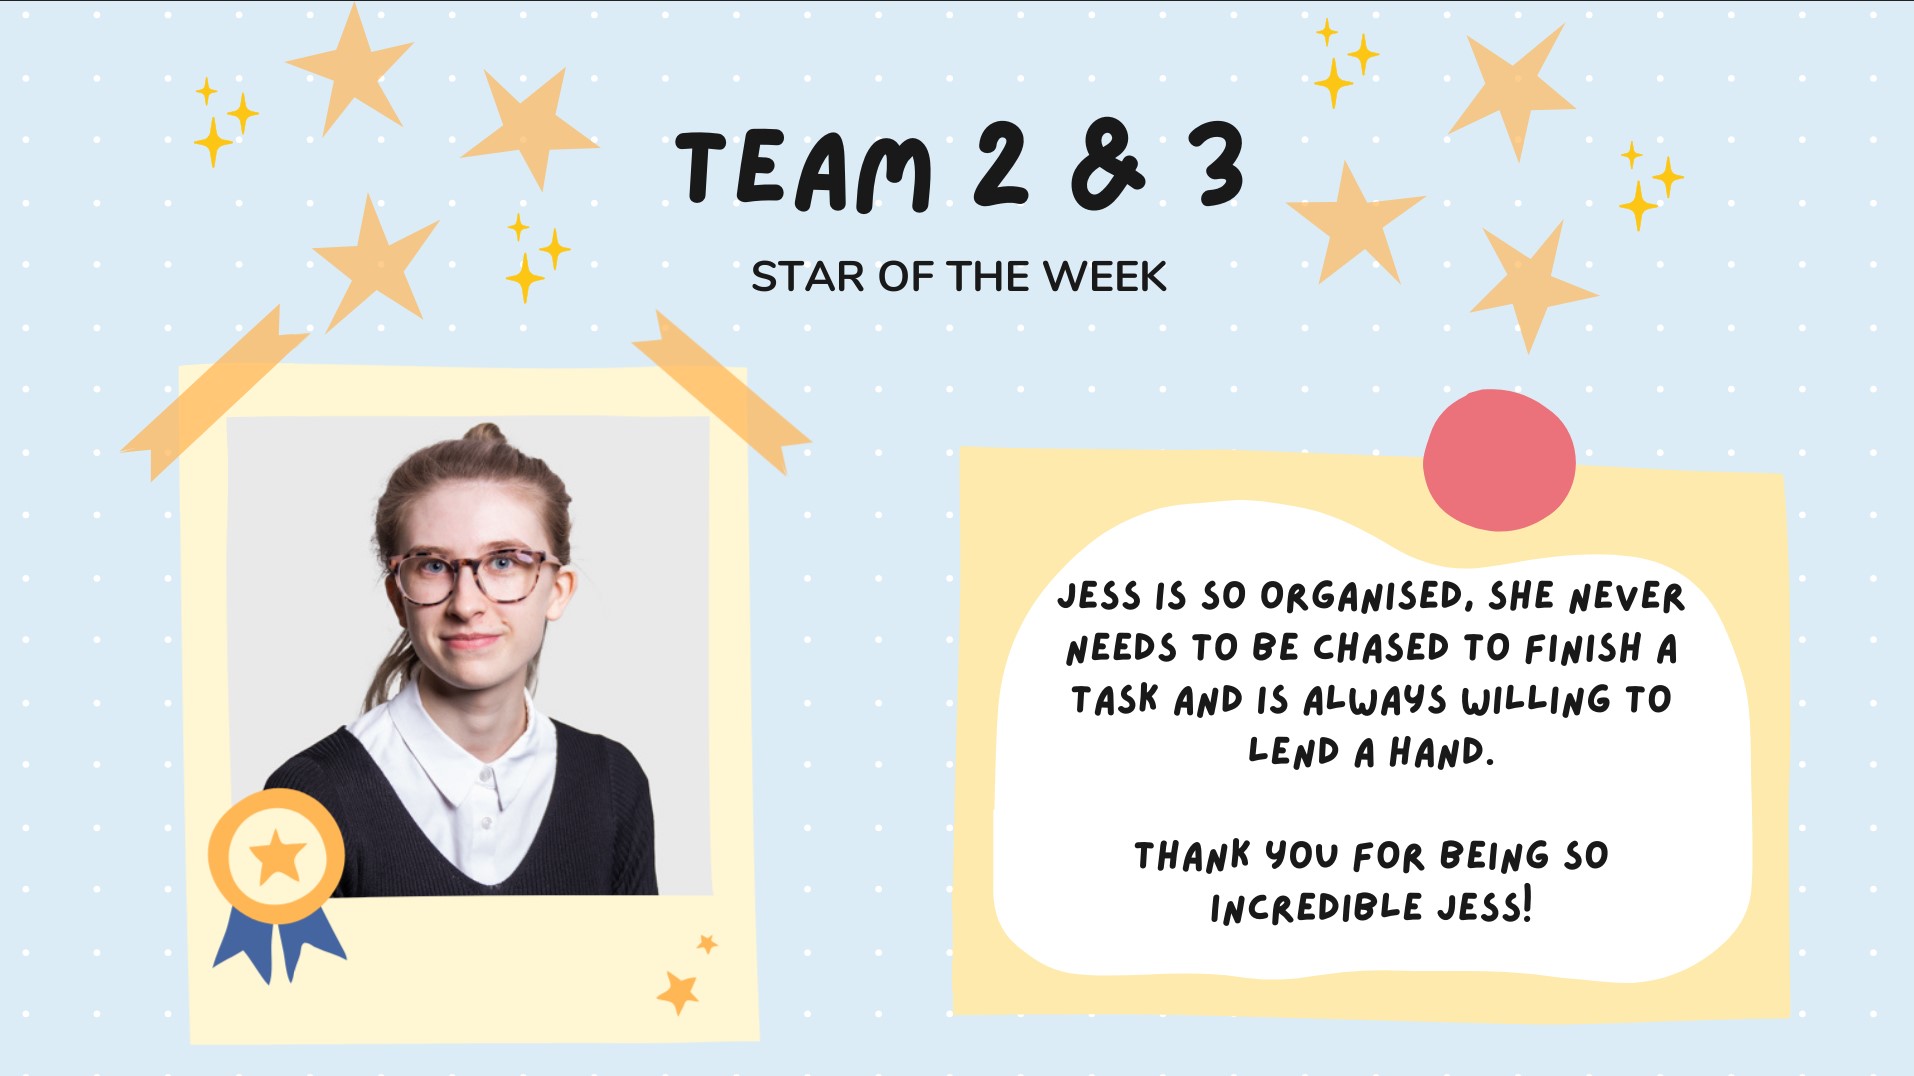 TEAM 2 & 3
STAR OF THE WEEK
JESS IS SO ORGANISED, SHE NEVER
NEEDS TO BE CHASED TO FINISH A
TASK AND IS ALWAYS WILLING TO
LEND A HAND.
THANK YOU FOR BEING SO
INCREDIBLE JESS!